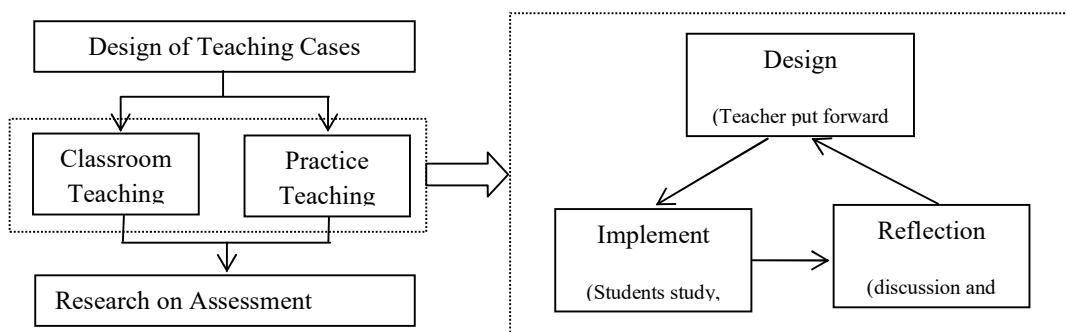 Design of Teaching Cases
Classroom
Teaching
Practice
Teaching
Research on Assessment
Design
(Teacher put forward
Implement
(Students study,
Reflection
(discussion and